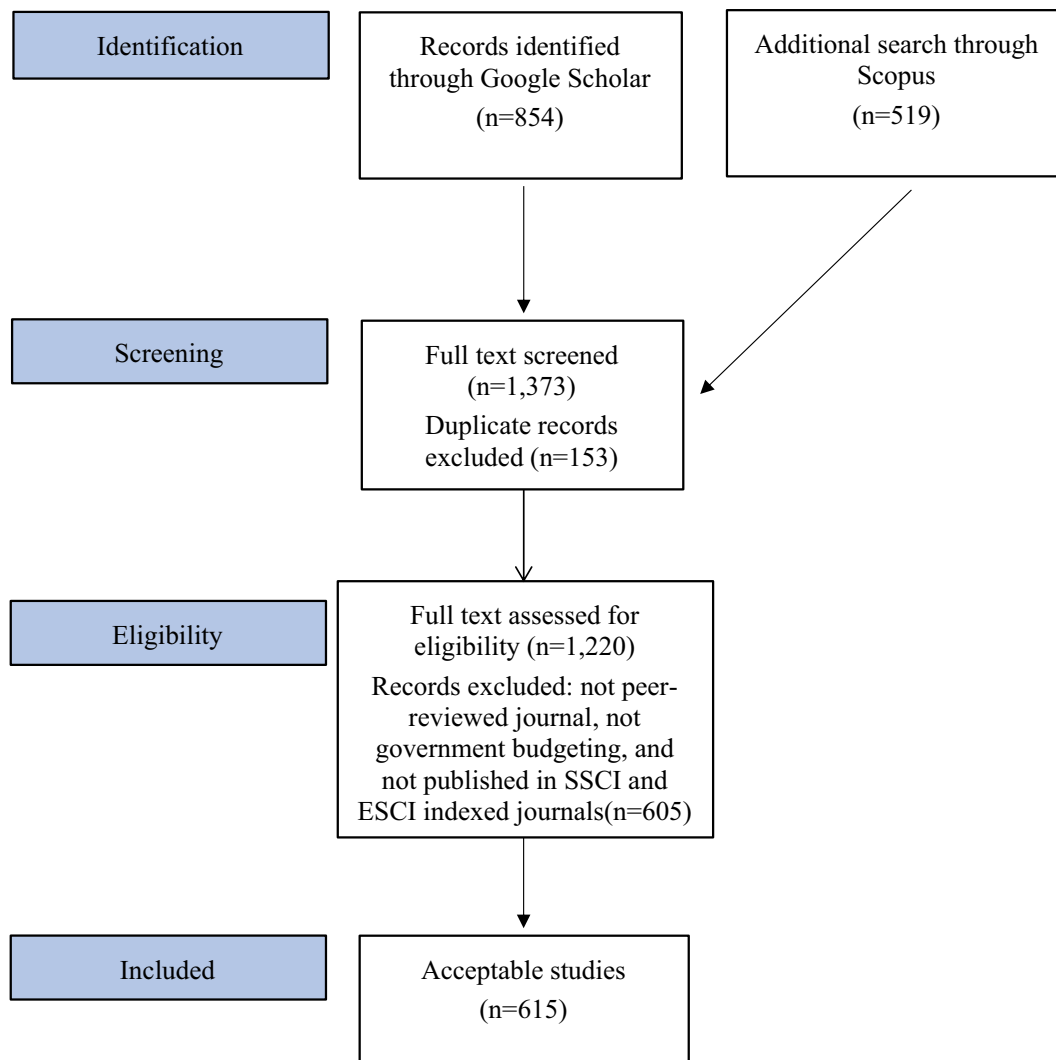 Identification
Records identified
through Google Scholar
(n=854)
Additional search through
Scopus
(n=519)
Screening
Full text screened
(n=1,373)
Duplicate records
excluded (n=153)
Eligibility
Full text assessed for
eligibility (n=1,220)
Records excluded: not peer-
reviewed journal, not
government budgeting, and
not published in SSCI and
ESCI indexed journals(n=605)
Included
Acceptable studies
(n=615)